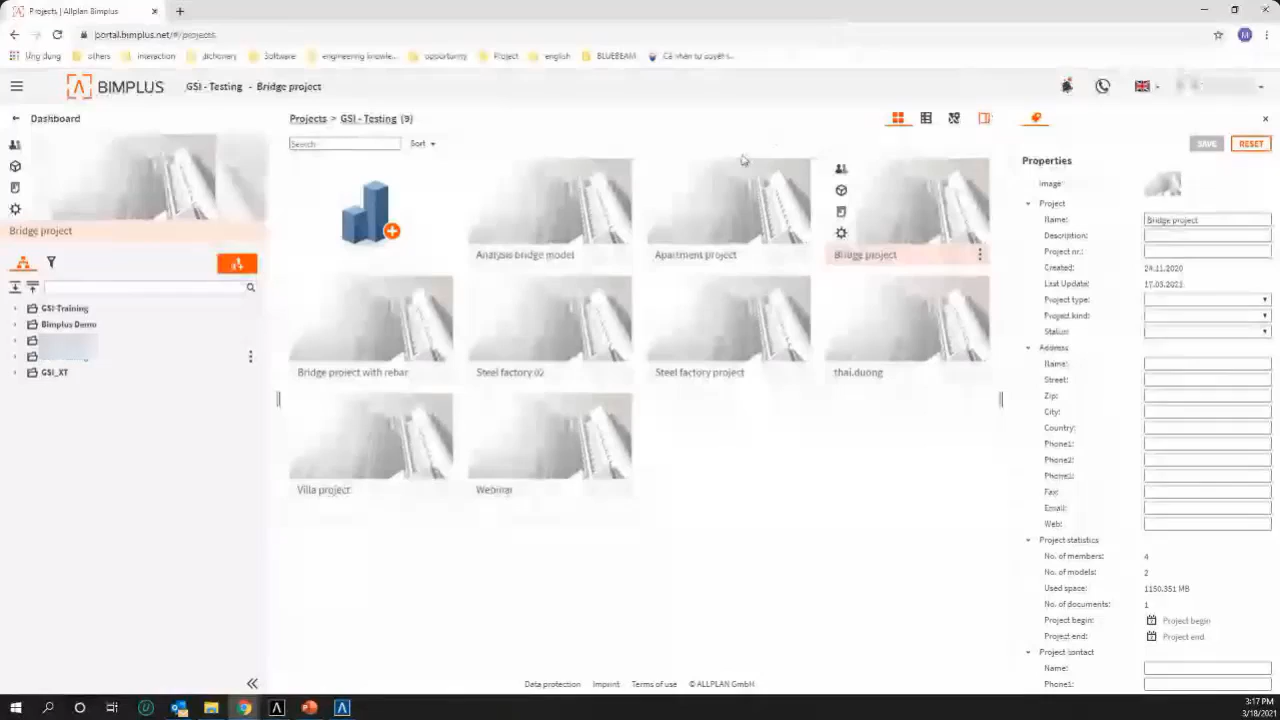 Projects | Allplan Bimplus
portal.bimplus.net/#/projects
M
Ứng dụng others interaction dictionary Software engineering knowle... opportunity Project english BLUEBEAM Cá nhân tự quyết t...
BIMPLUS GSI - Testing - Bridge project
Dashboard
Bridge project
GSI-Training
Bimplus Demo
GSI_XT
Projects > GSI - Testing (9)
Search Sort
Analysis bridge model Apartment project Bridge project
Bridge project with rebar Steel factory 02 Steel factory project thai.duong
Villa project Webinar
Data protection Imprint Terms of use © ALLPLAN GmbH
SAVE RESET
Properties
Image:
Project
Name: Bridge project
Description:
Project nr.:
Created: 24.11.2020
Last Update: 17.03.2021
Project type:
Project kind:
Status:
Address
Name:
Street:
Zip:
City:
Country:
Phone1:
Phone2:
Fax:
Email:
Web:
Project statistics
No. of members: 4
No. of models: 2
Used space: 1150.351 MB
No. of documents: 1
Project begin: Project begin
Project end: Project end
Project contact
Name:
Phone1:
3:17 PM
3/18/2021